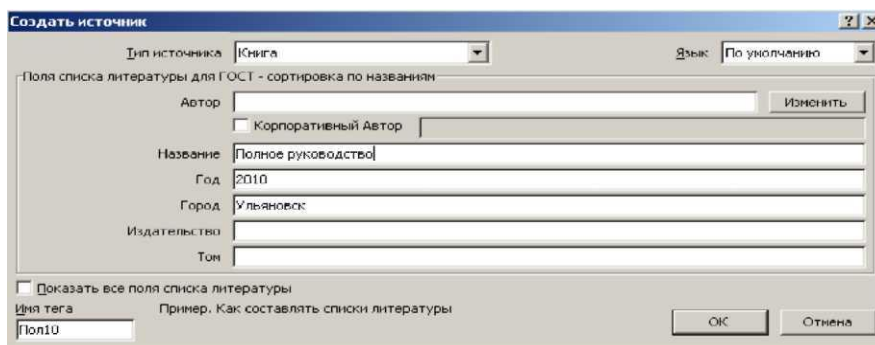 Создать источник
Тип источника Книга Язык По умолчанию
Поля списка литературы для ГОСТ - сортировка по названиям
Автор Изменить
Корпоративный Автор
Название Полное руководство
Год 2010
Город Ульяновск
Издательство
Том
Показать все поля списка литературы
Имя тега Пример. Как составлять списки литературы
Пол10 ОК Отмена